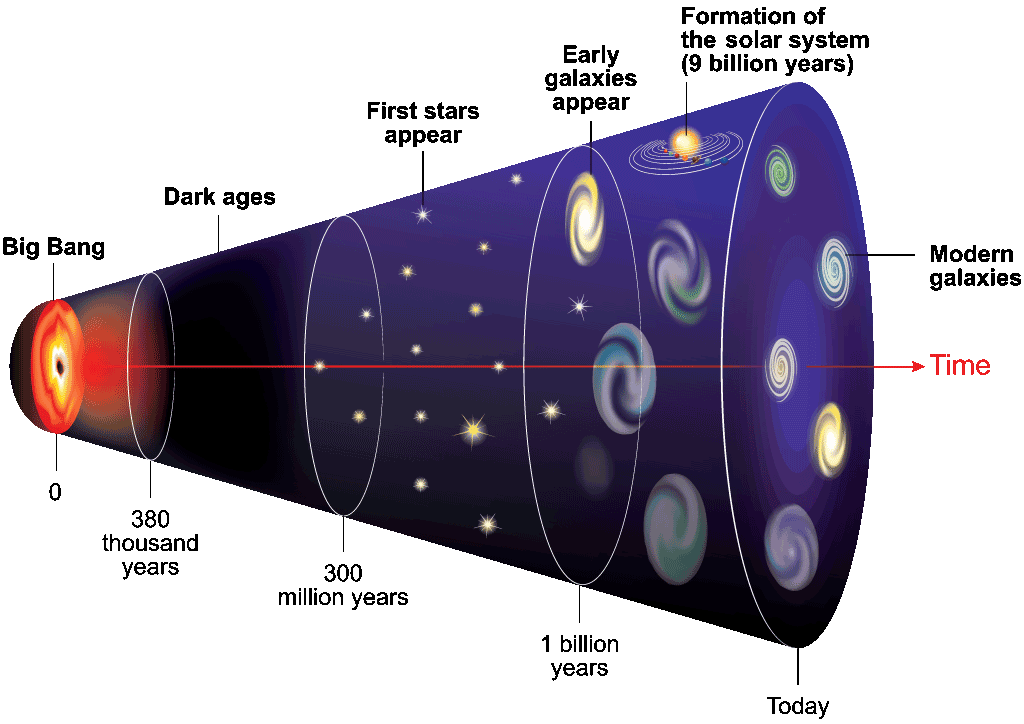 Formation of
the solar system
(9 billion years)
Early
galaxies
appear
First stars
appear
Dark ages
Big Bang
Modern
galaxies
Time
0
380
thousand
years
300
million years
1 billion
years
Today